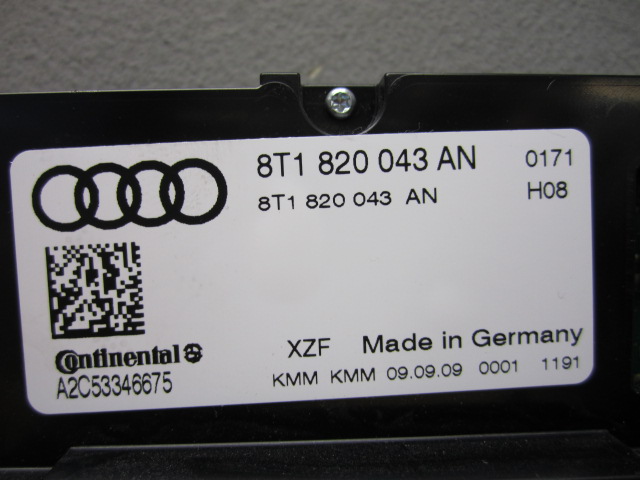 8T1 820 043 AN 0171
8T1 820 043 AN H08
Continental
A2C53346675
XZF Made in Germany
KMM KMM 09.09.09 0001 1191